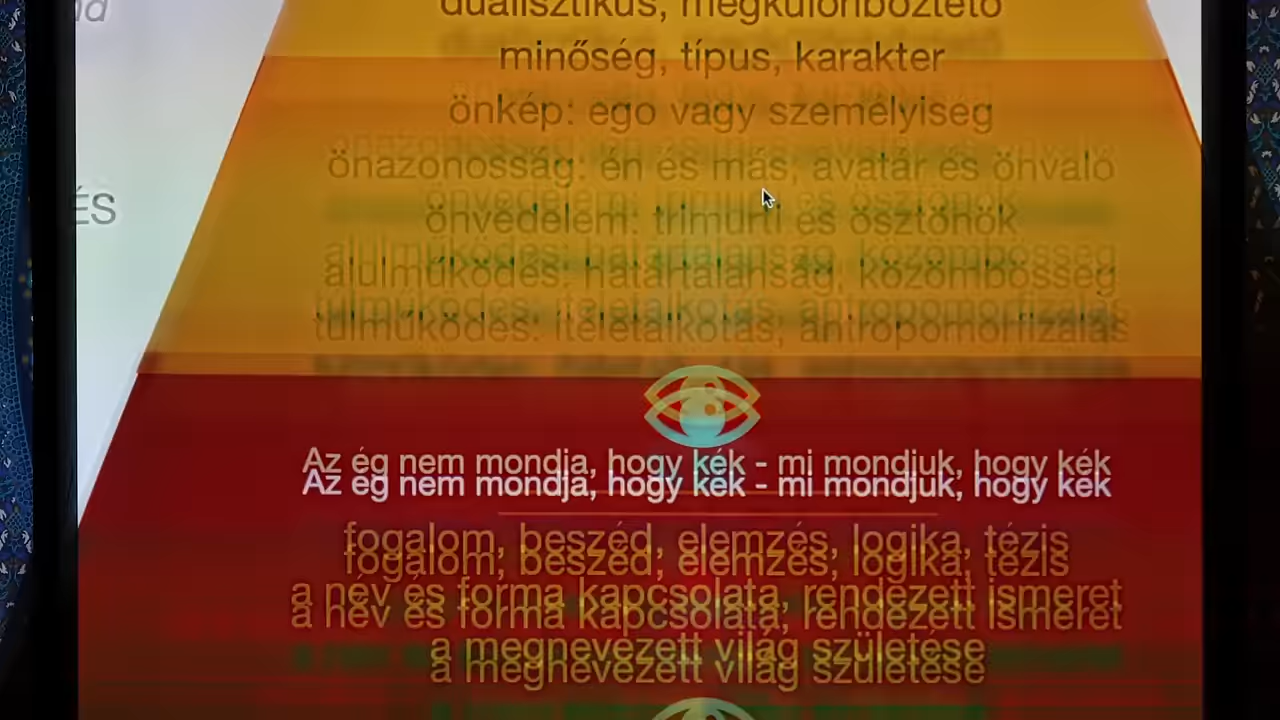 dualisztikus, megkülönböztető
minőség, típus, karakter
önkép: ego vagy személyiseg
önazonosság: én és más, avatár és önvaló
ÉS
önvédelem: trimurti és ösztönök
alulműködés: határtalanság, közömbösség
túlműködés: ítéletalkotás, antropomorfizálás
Az ég nem mondja, hogy kék - mi mondjuk, hogy kék
fogalom, beszéd, elemzés, logika, tézis
a név és forma kapcsolata, rendezett ismeret
a megnevezett világ születése